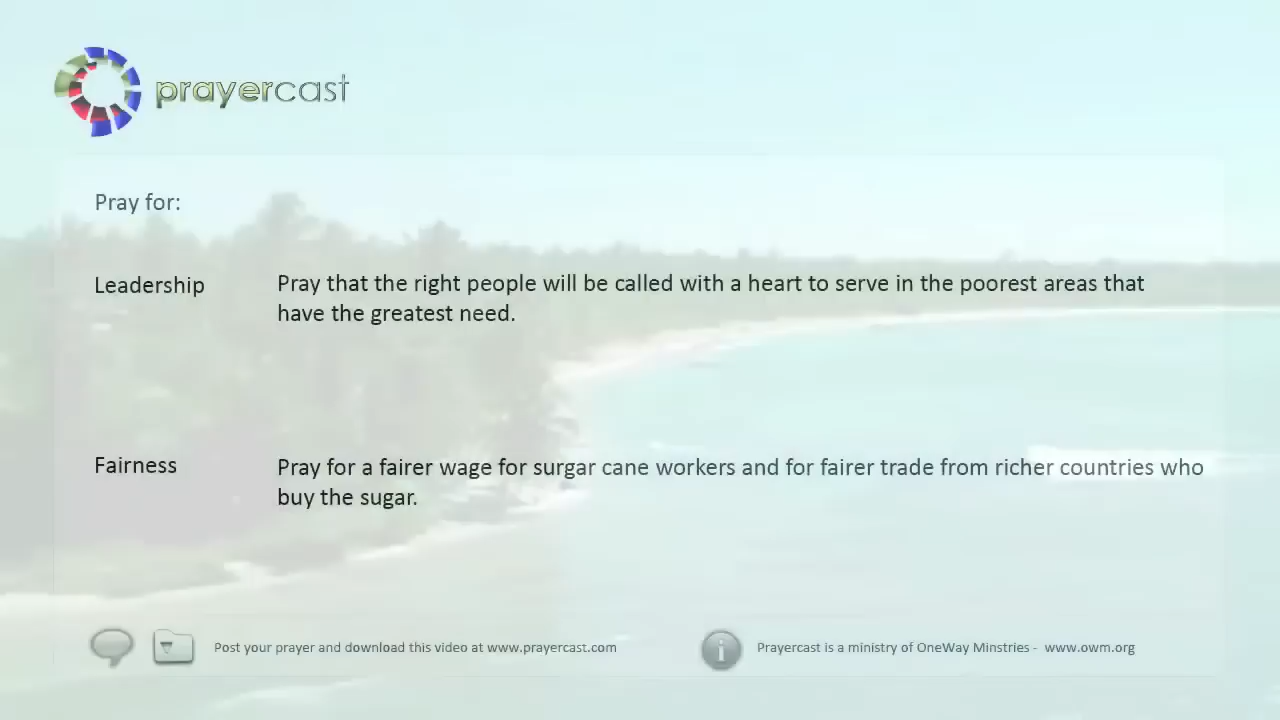 prayercast
Pray for:
Leadership
Pray that the right people will be called with a heart to serve in the poorest areas that
have the greatest need.
Fairness
Pray for a fairer wage for surgar cane workers and for fairer trade from richer countries who
buy the sugar.
Post your prayer and download this video at www.prayercast.com
i
Prayercast is a ministry of OneWay Minstries - www.owm.org